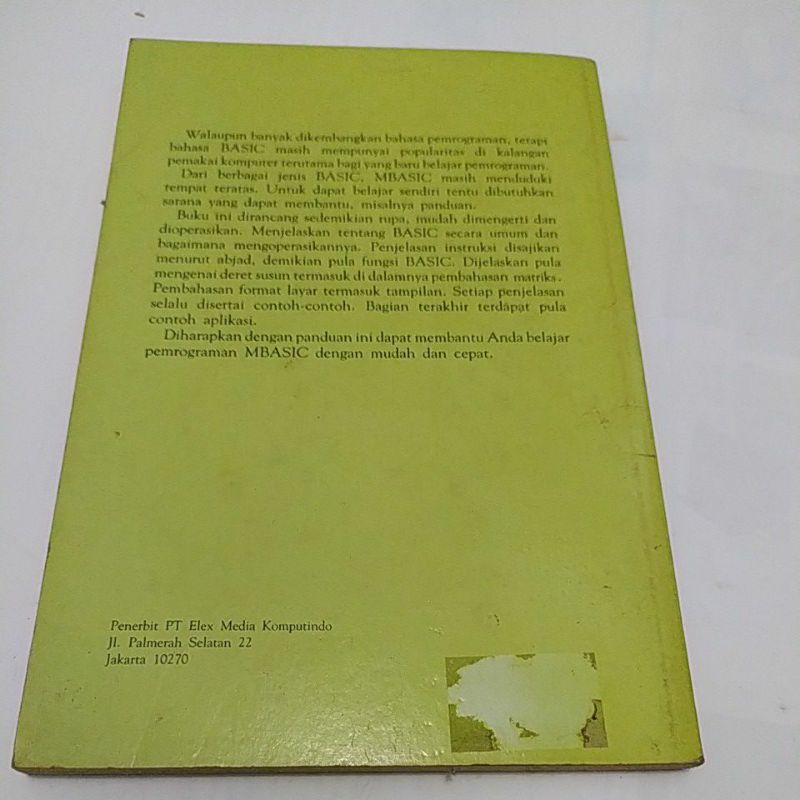 Walaupun banyak dikembangkan bahasa pemrograman, tetapi
bahasa BASIC masih mempunyai popularitas di kalangan
pemakai komputer terutama bagi yang baru belajar pemrograman.
Dari berbagai jenis BASIC, MBASIC masih menduduki
tempat teratas. Untuk dapat belajar sendiri tentu dibutuhkan
sarana yang dapat membantu, misalnya panduan.
Buku ini dirancang sedemikian rupa, mudah dimengerti dan
dioperasikan. Menjelaskan tentang BASIC secara umum dan
bagaimana mengoperasikannya. Penjelasan instruksi disajikan
menurut abjad, demikian pula fungsi BASIC. Dijelaskan pula
mengenai deret susun termasuk di dalamnya pembahasan matriks.
Pembahasan format layar termasuk tampilan. Setiap penjelasan
selalu disertai contoh-contoh. Bagian terakhir terdapat pula
contoh aplikasi.
Diharapkan dengan panduan ini dapat membantu Anda belajar
pemrograman MBASIC dengan mudah dan cepat.
Penerbit PT Elex Media Komputindo
Jl. Palmerah Selatan 22
Jakarta 10270